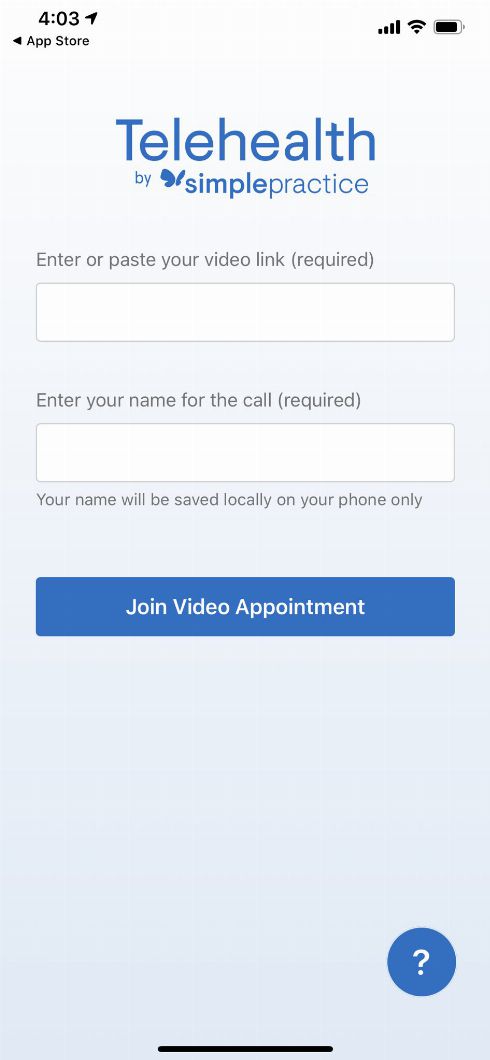 4:03
◀ App Store
Telehealth
by simplepractice
Enter or paste your video link (required)
Enter your name for the call (required)
Your name will be saved locally on your phone only
Join Video Appointment
?